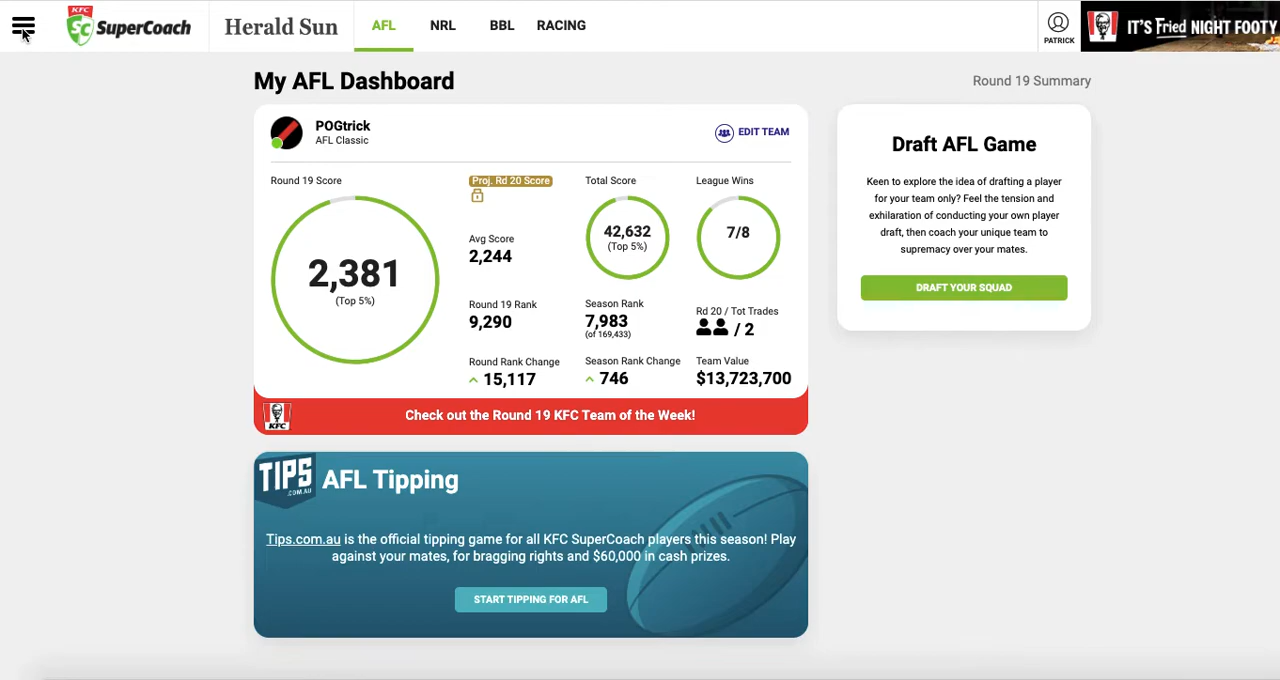 KFC
SC SuperCoach
Herald Sun
AFL
NRL
BBL
RACING
PATRICK
IT'S Fried NIGHT FOOTY
My AFL Dashboard
Round 19 Summary
POGtrick
AFL Classic
EDIT TEAM
Round 19 Score
2,381
(Top 5%)
Proj. Rd 20 Score
Avg Score
2,244
Round 19 Rank
9,290
Round Rank Change
15,117
Total Score
42,632
(Top 5%)
Season Rank
7,983
(of 169,433)
Season Rank Change
746
League Wins
7/8
Rd 20 / Tot Trades
/ 2
Team Value
$13,723,700
KFC
Check out the Round 19 KFC Team of the Week!
Draft AFL Game
Keen to explore the idea of drafting a player
for your team only? Feel the tension and
exhilaration of conducting your own player
draft, then coach your unique team to
supremacy over your mates.
DRAFT YOUR SQUAD
TIPS
.COM.AU
AFL Tipping
Tips.com.au is the official tipping game for all KFC SuperCoach players this season! Play
against your mates, for bragging rights and $60,000 in cash prizes.
START TIPPING FOR AFL